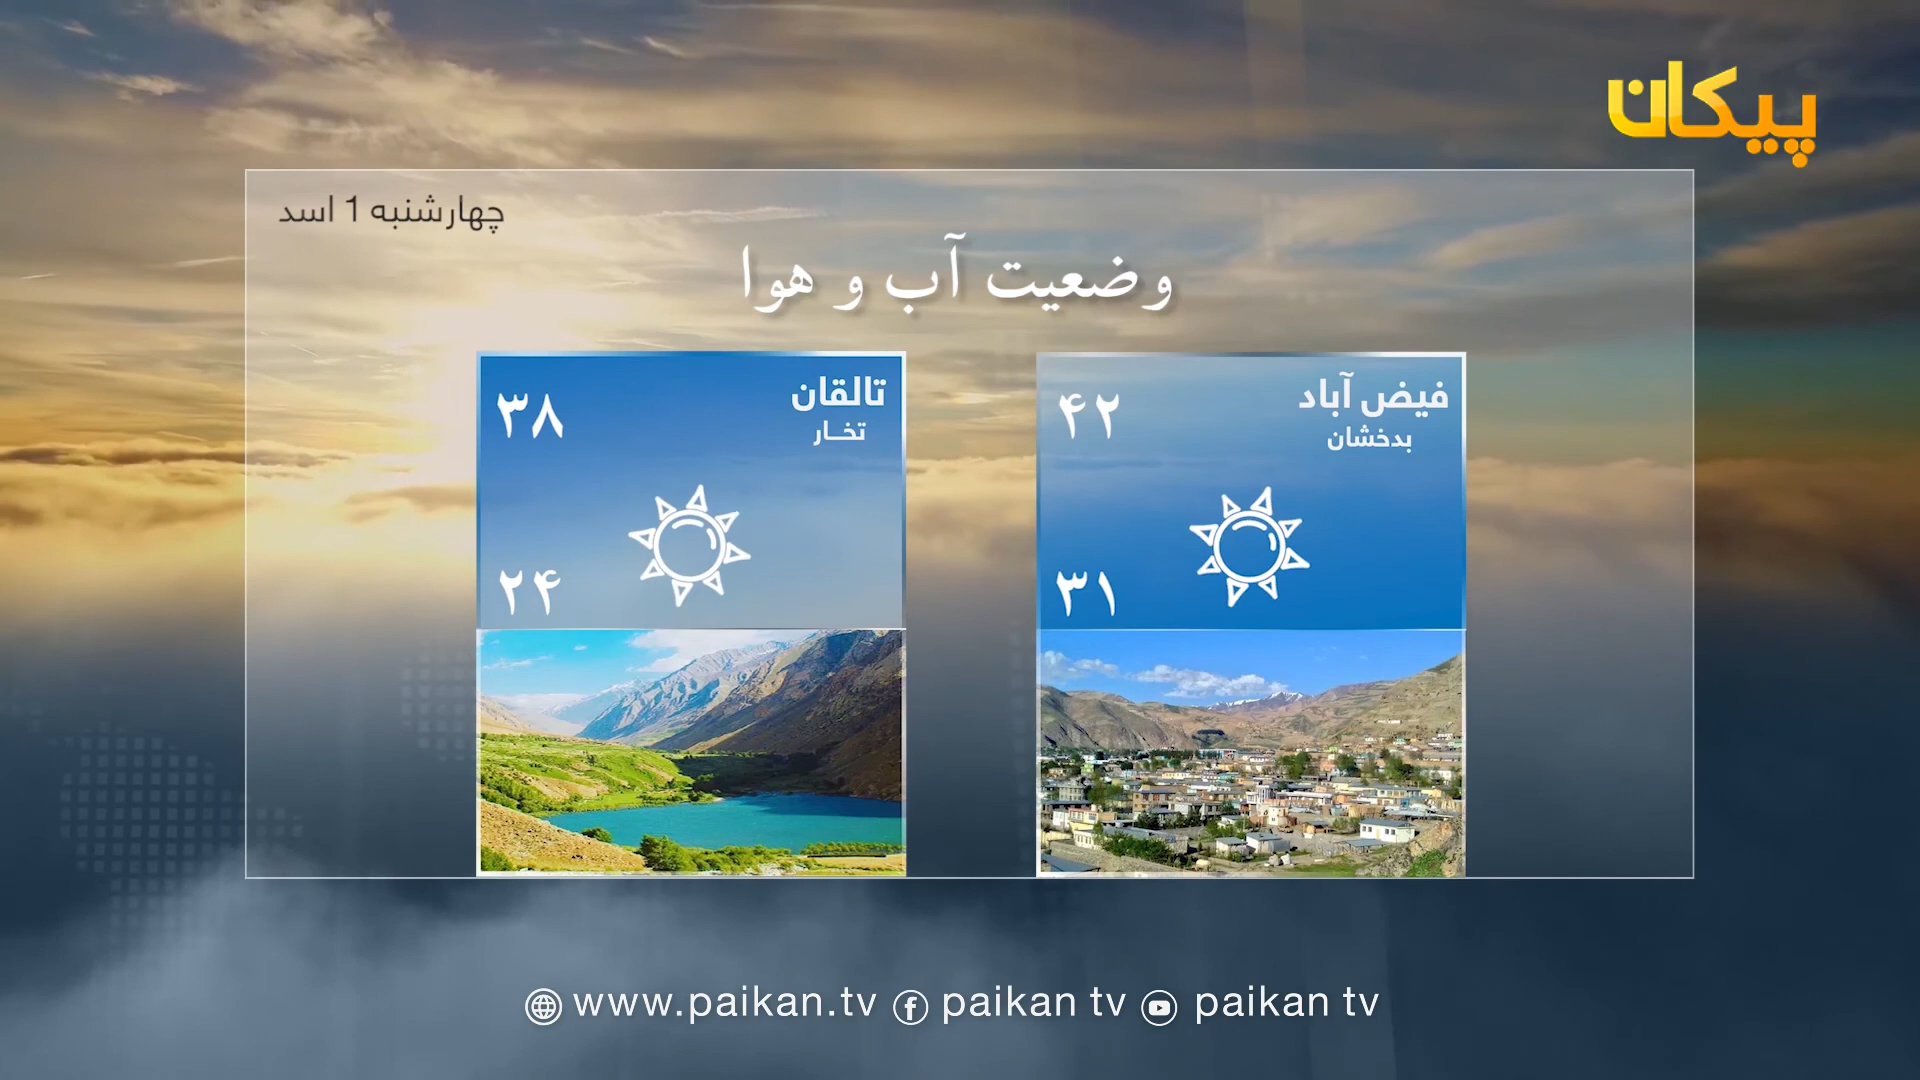 پیکان
چهارشنبه 1 اسد
وضعیت آب و هوا
فیض آباد
بدخشان
۴۲
۳۱
تالقان
تخار
۳۸
۲۴
www.paikan.tv paikan tv paikan tv